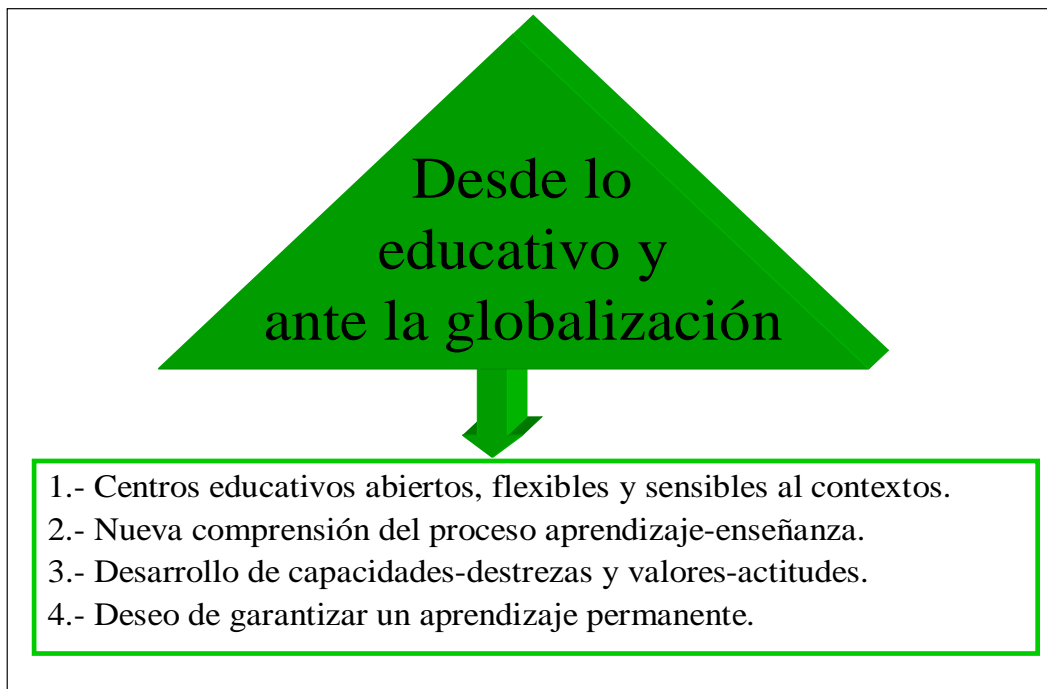 Desde lo
educativo y
ante la globalización
1.- Centros educativos abiertos, flexibles y sensibles al contextos.
2.- Nueva comprensión del proceso aprendizaje-enseñanza.
3.- Desarrollo de capacidades-destrezas y valores-actitudes.
4.- Deseo de garantizar un aprendizaje permanente.